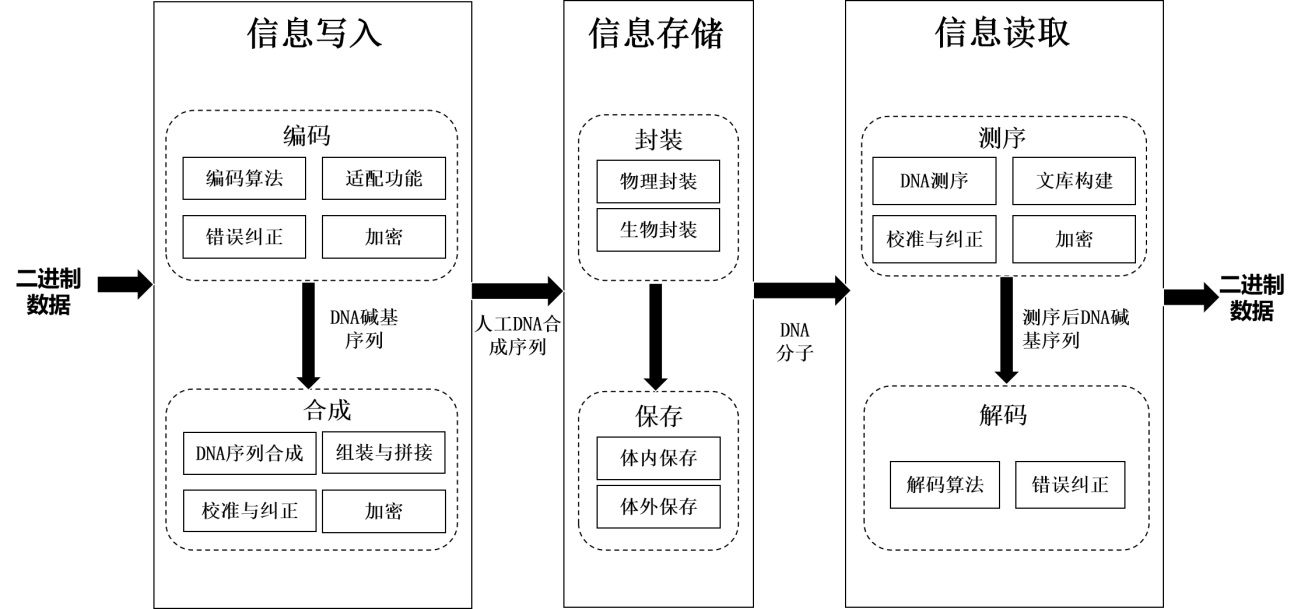 二进制
数据
信息写入
编码
编码算法
适配功能
错误纠正
加密
DNA碱基
序列
合成
DNA序列合成
组装与拼接
校准与纠正
加密
人工DNA合
成序列
信息存储
封装
物理封装
生物封装
保存
体内保存
体外保存
DNA
分子
信息读取
测序
DNA测序
文库构建
校准与纠正
加密
测序后DNA碱
基序列
解码
解码算法
错误纠正
二进制
数据